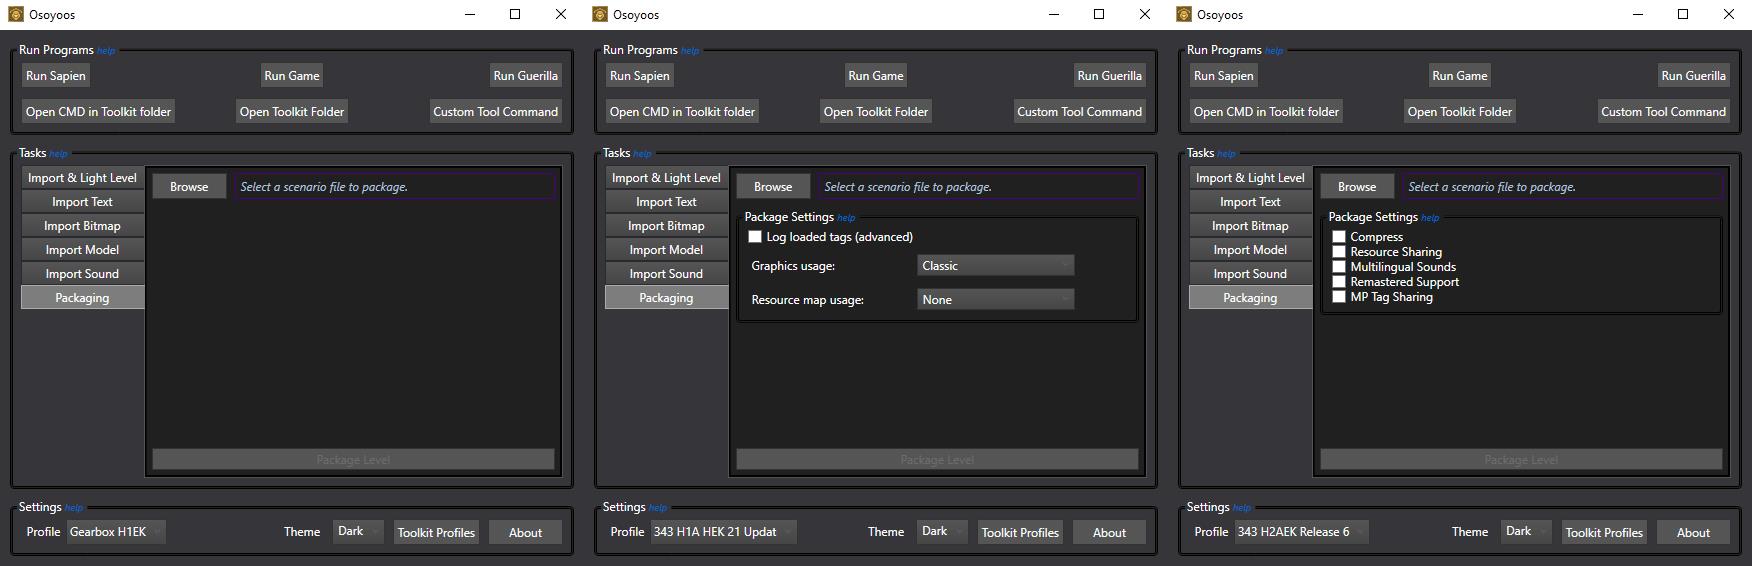 Osoyoos
Run Programs help
Run Sapien Run Game Run Guerilla
Open CMD in Toolkit folder Open Toolkit Folder Custom Tool Command
Tasks help
Import & Light Level
Import Text
Import Bitmap
Import Model
Import Sound
Packaging
Browse Select a scenario file to package.
Package Level
Settings help
Profile Gearbox H1EK Theme Dark Toolkit Profiles About
Osoyoos
Run Programs help
Run Sapien Run Game Run Guerilla
Open CMD in Toolkit folder Open Toolkit Folder Custom Tool Command
Tasks help
Import & Light Level
Import Text
Import Bitmap
Import Model
Import Sound
Packaging
Browse Select a scenario file to package.
Package Settings help
Log loaded tags (advanced)
Graphics usage: Classic
Resource map usage: None
Package Level
Settings help
Profile 343 H1A HEK 21 Updat Theme Dark Toolkit Profiles About
Osoyoos
Run Programs help
Run Sapien Run Game Run Guerilla
Open CMD in Toolkit folder Open Toolkit Folder Custom Tool Command
Tasks help
Import & Light Level
Import Text
Import Bitmap
Import Model
Import Sound
Packaging
Browse Select a scenario file to package.
Package Settings help
Compress
Resource Sharing
Multilingual Sounds
Remastered Support
MP Tag Sharing
Package Level
Settings help
Profile 343 H2AEK Release 6 Theme Dark Toolkit Profiles About